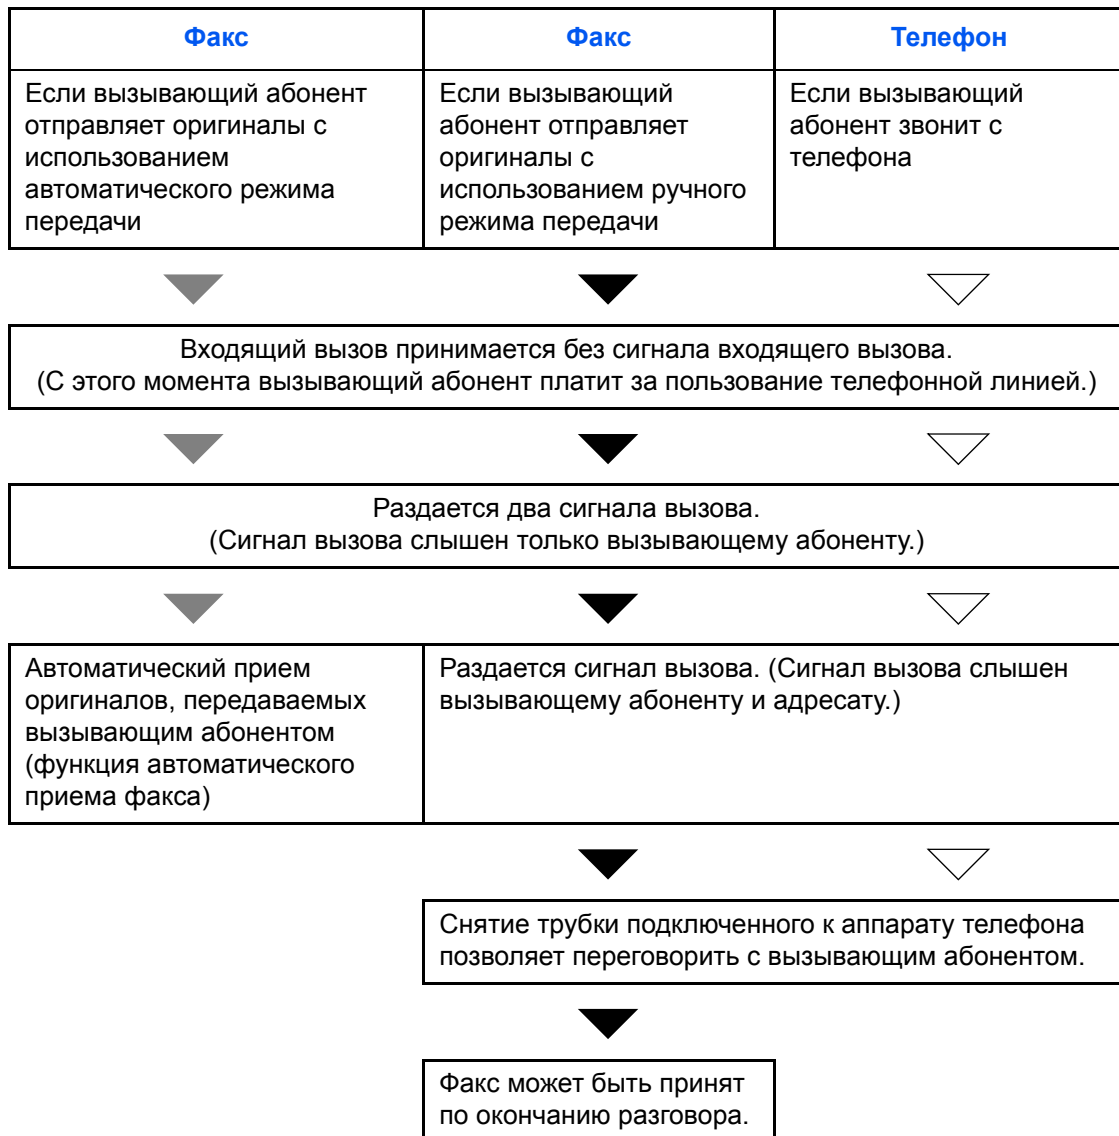 Факс
Факс
Телефон
Если вызывающий абонент
отправляет оригиналы с
использованием
автоматического режима
передачи
Если вызывающий
абонент отправляет
оригиналы с
использованием ручного
режима передачи
Если вызывающий
абонент звонит с
телефона
Входящий вызов принимается без сигнала входящего вызова.
(С этого момента вызывающий абонент платит за пользование телефонной линией.)
Раздается два сигнала вызова.
(Сигнал вызова слышен только вызывающему абоненту.)
Автоматический прием
оригиналов, передаваемых
вызывающим абонентом
(функция автоматического
приема факса)
Раздается сигнал вызова. (Сигнал вызова слышен
вызывающему абоненту и адресату.)
Снятие трубки подключенного к аппарату телефона
позволяет переговорить с вызывающим абонентом.
Факс может быть принят
по окончанию разговора.